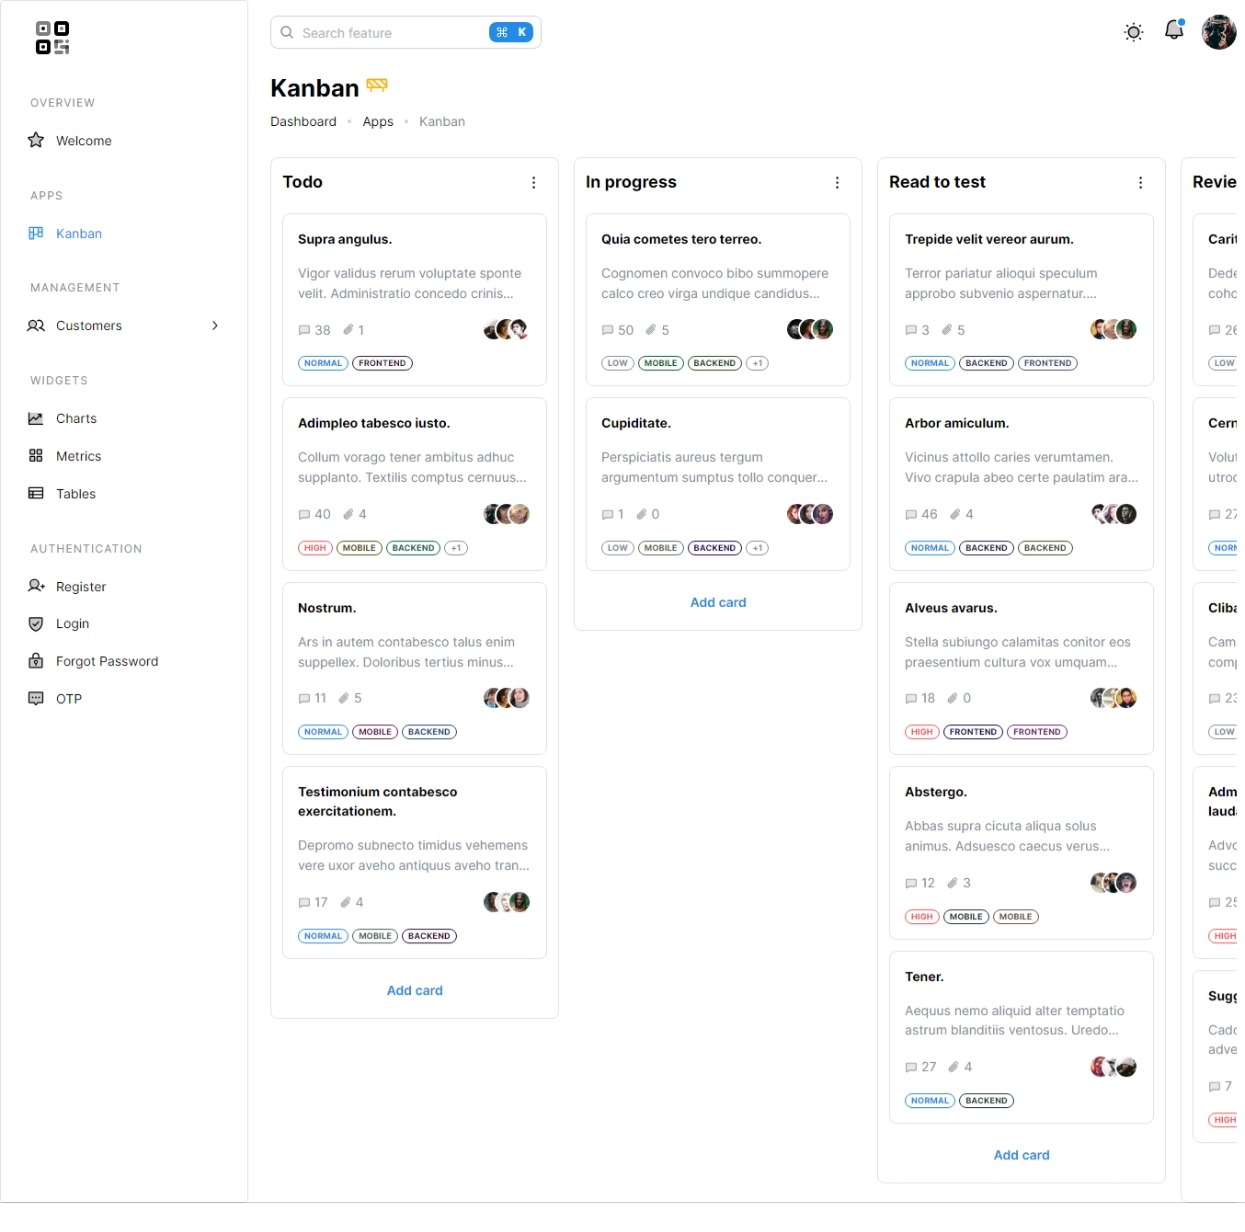 Search feature
⌘ K
OVERVIEW
Welcome
APPS
Kanban
MANAGEMENT
Customers
WIDGETS
Charts
Metrics
Tables
AUTHENTICATION
Register
Login
Forgot Password
OTP
Kanban
Dashboard • Apps • Kanban
Todo
Supra angulus.
Vigor validus rerum voluptate sponte
velit. Administratio concedo crinis...
38 1
NORMAL FRONTEND
Adimpleo tabesco iusto.
Collum vorago tener ambitus adhuc
supplanto. Textilis comptus cernuus...
40 4
HIGH MOBILE BACKEND +1
Nostrum.
Ars in autem contabesco talus enim
suppellex. Doloribus tertius minus...
11 5
NORMAL MOBILE BACKEND
Testimonium contabesco
exercitationem.
Depromo subnecto timidus vehemens
vere uxor aveho antiquus aveho tran...
17 4
NORMAL MOBILE BACKEND
Add card
In progress
Quia cometes tero terreo.
Cognomen convoco bibo summopere
calco creo virga undique candidus...
50 5
LOW MOBILE BACKEND +1
Cupiditate.
Perspiciatis aureus tergum
argumentum sumptus tollo conquer...
1 0
LOW MOBILE BACKEND +1
Add card
Read to test
Trepide velit vereor aurum.
Terror pariatur alioqui speculum
approbo subvenio aspernatur....
3 5
NORMAL BACKEND FRONTEND
Arbor amiculum.
Vicinus attollo caries verumtamen.
Vivo crapula abeo certe paulatim ara...
46 4
NORMAL BACKEND BACKEND
Alveus avarus.
Stella subiungo calamitas conitor eos
praesentium cultura vox umquam...
18 0
HIGH FRONTEND FRONTEND
Abstergo.
Abbas supra cicuta aliqua solus
animus. Adsuesco caecus verus...
12 3
HIGH MOBILE MOBILE
Tener.
Aequus nemo aliquid alter temptatio
astrum blanditiis ventosus. Uredo...
27 4
NORMAL BACKEND
Add card
Revie
Carit
Dede
coho
26
LOW
Cern
Volut
utroc
27
NORM
Cliba
Cam
comp
23
LOW
Adm
lauda
Advo
succ
25
HIGH
Sugg
Cado
adve
7
HIGH